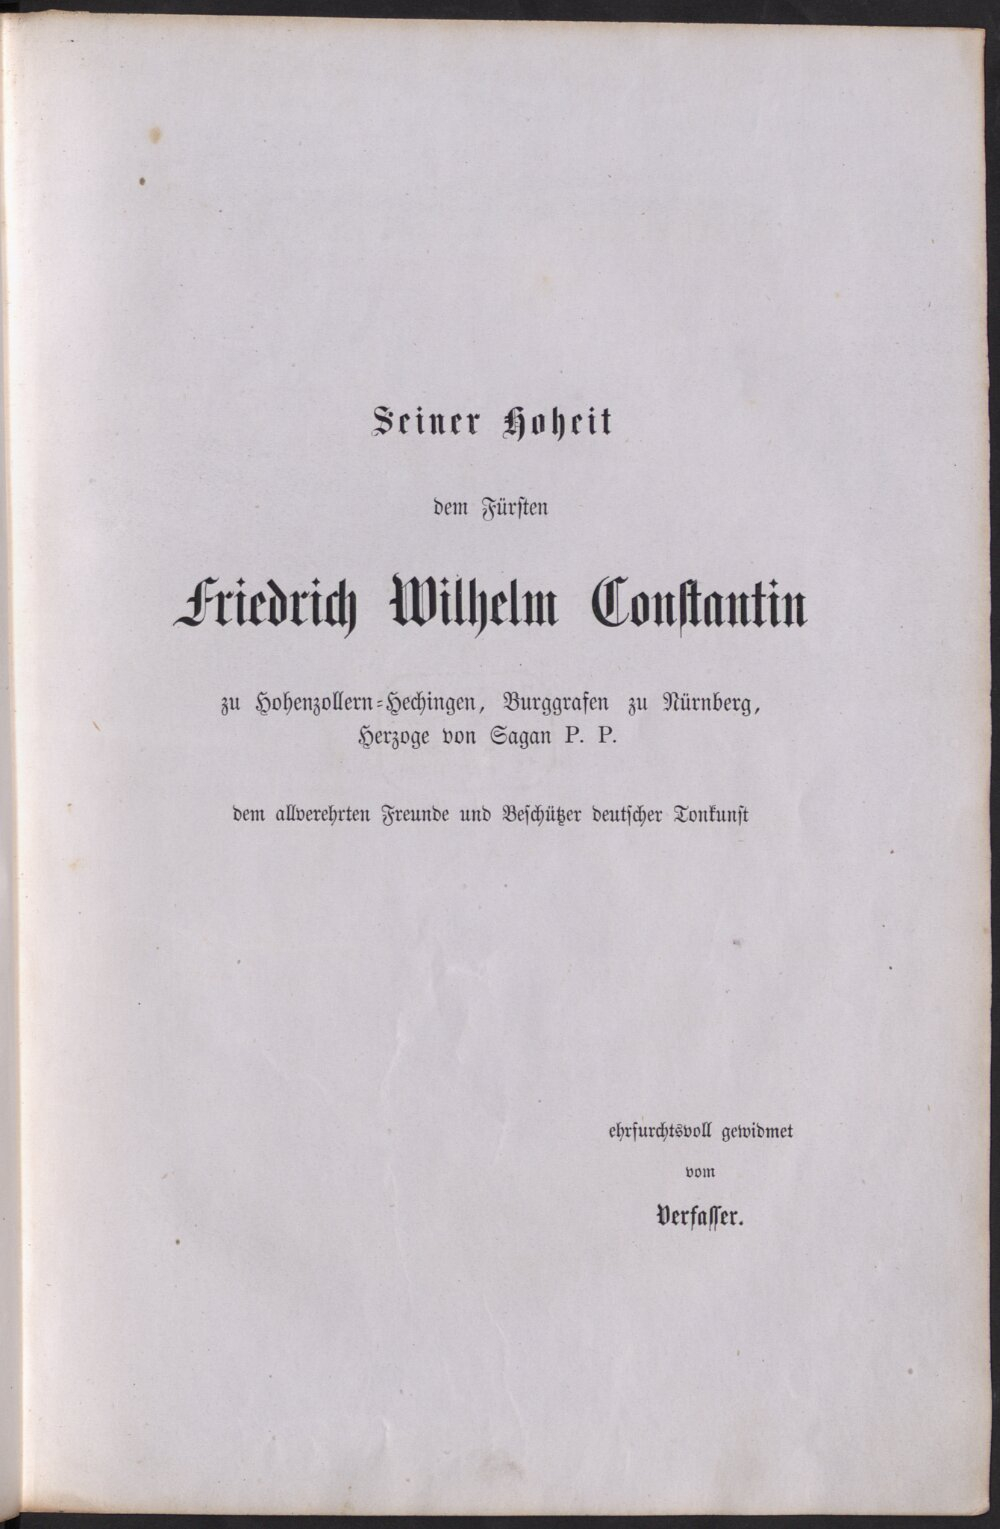 Seiner Hoheit
dem Fürsten
Friedrich Wilhelm Constantin
zu Hohenzollern-Hechingen, Burggrafen zu Nürnberg,
Herzoge von Sagan P. P.
dem allverehrten Freunde und Beschützer deutscher Tonkunst
ehrfurchtsvoll gewidmet
vom
Verfasser.